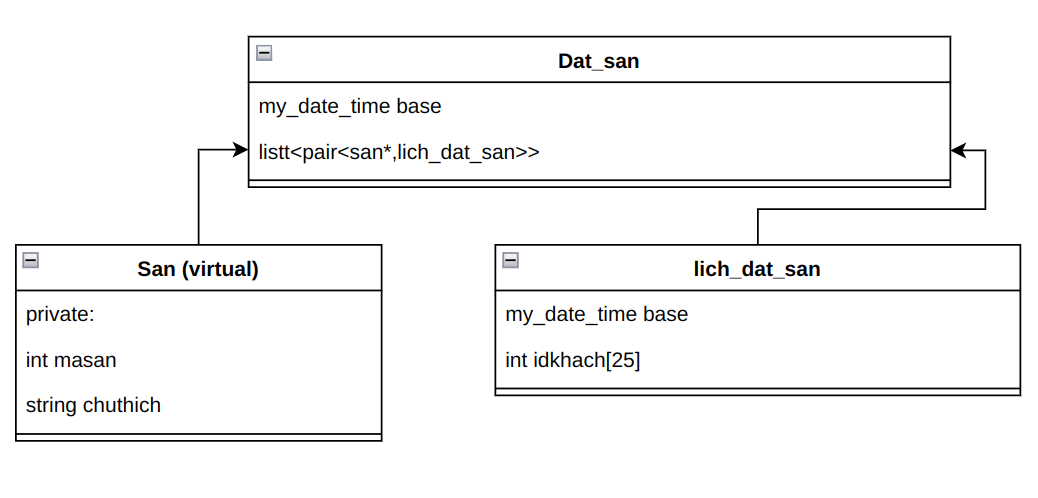 Dat_san
my_date_time base
listt<pair<san*,lich_dat_san>>
San (virtual)
private:
int masan
string chuthich
lich_dat_san
my_date_time base
int idkhach[25]